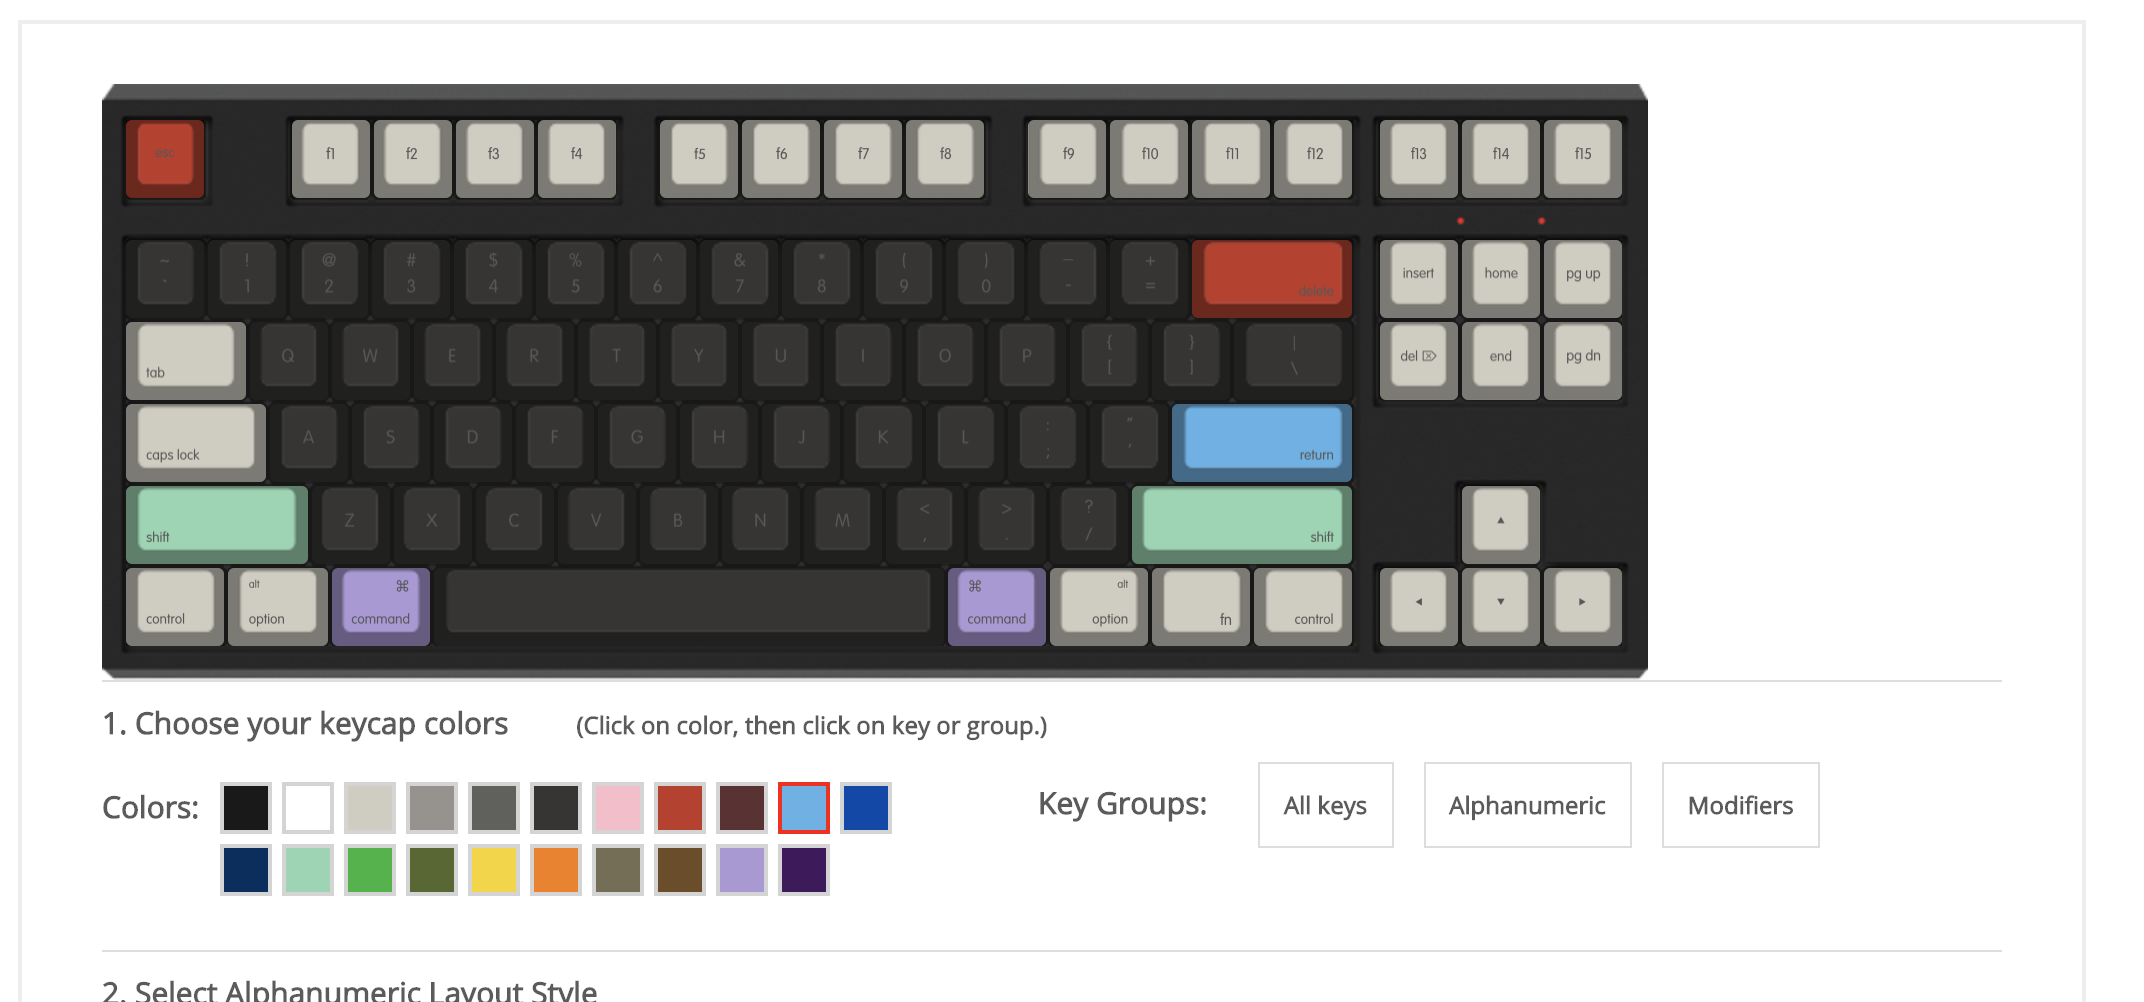 esc f1 f2 f3 f4 f5 f6 f7 f8 f9 f10 f11 f12 f13 f14 f15
~ ! @ # $ % ^ & * ( ) — + delete insert home pg up
` 1 2 3 4 5 6 7 8 9 0 - =
tab Q W E R T Y U I O P { } | del ⌦ end pg dn
[ ] \
caps lock A S D F G H J K L : " return
; '
shift Z X C V B N M < > ? shift ▲
, . /
control alt ⌘ ⌘ alt fn control ◄ ▼ ►
option command command option
1. Choose your keycap colors (Click on color, then click on key or group.)
Colors: Key Groups: All keys Alphanumeric Modifiers
2. Select Alphanumeric Layout Style